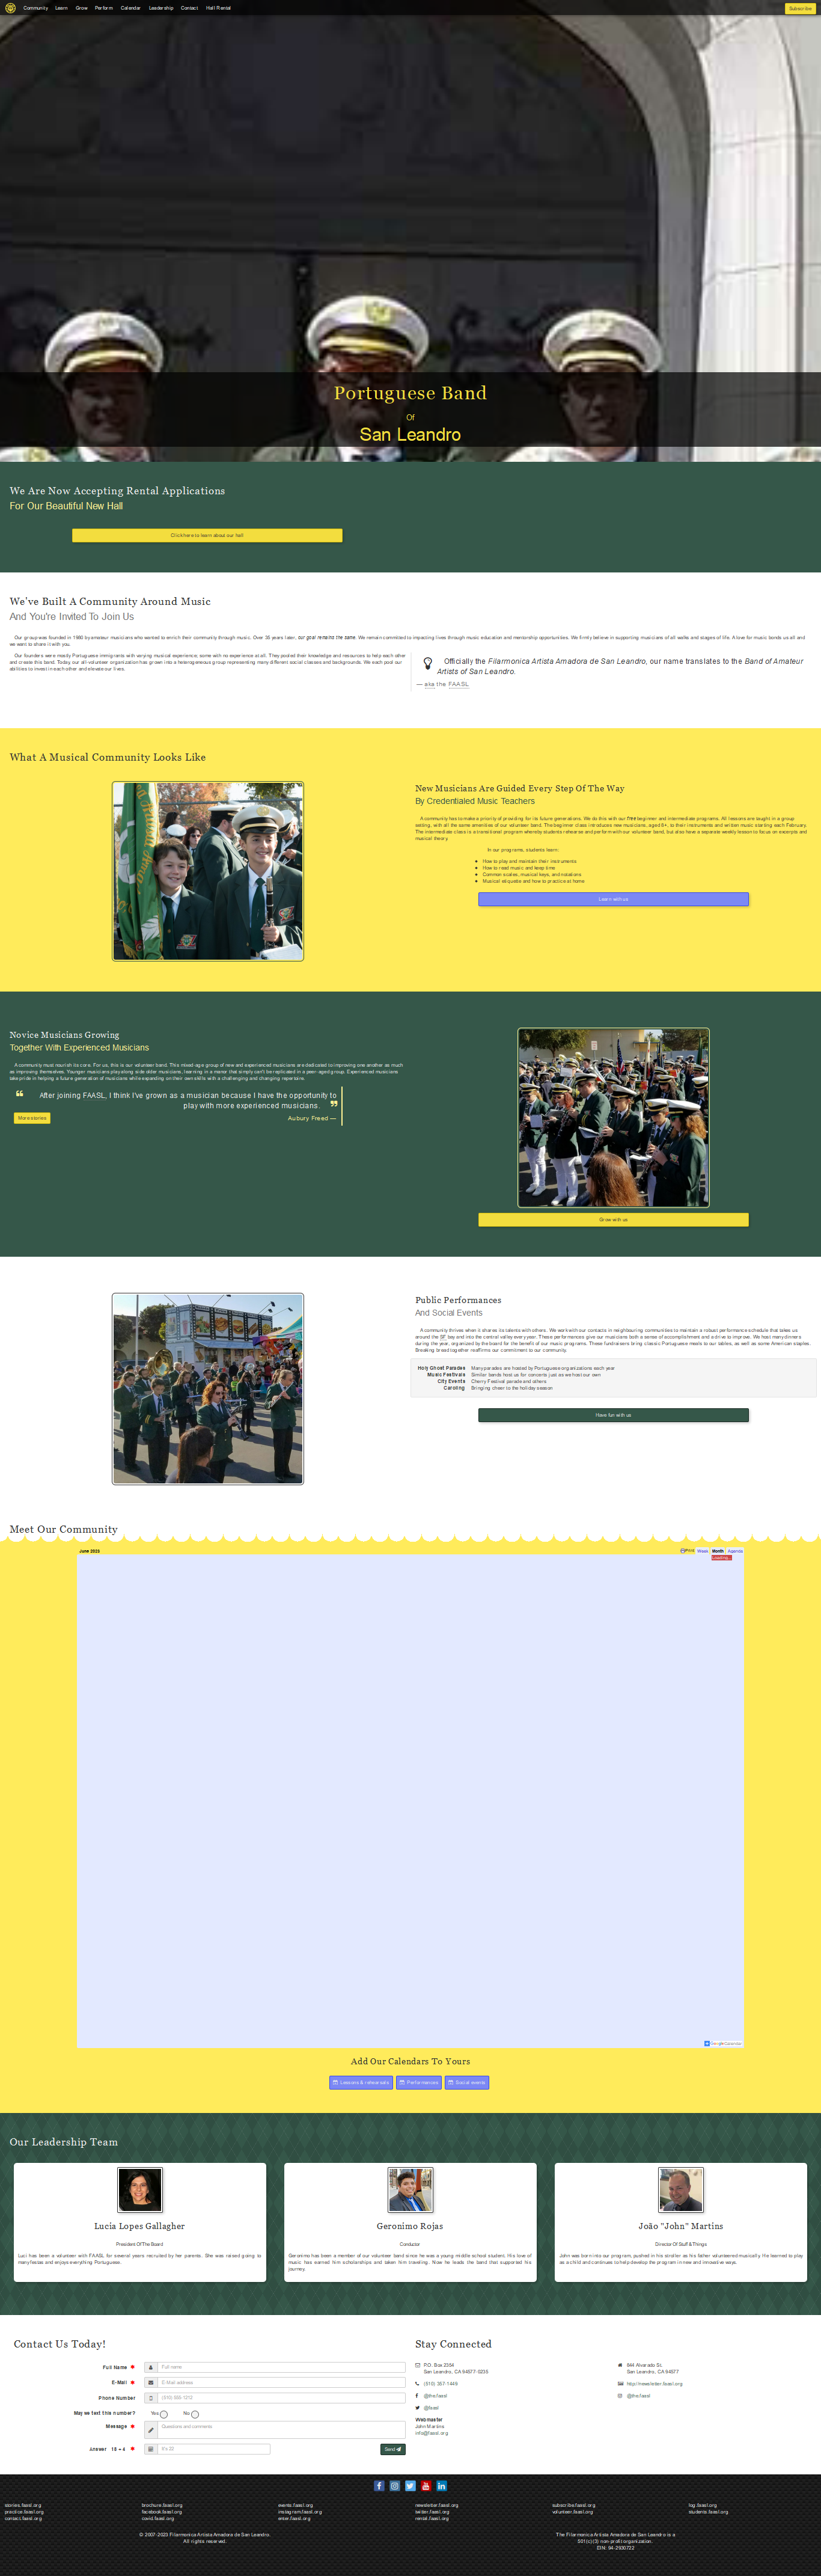 Community Learn Grow Perform Calendar Leadership Contact Hall Rental
Subscribe
Portuguese Band
Of
San Leandro
We Are Now Accepting Rental Applications
For Our Beautiful New Hall
Click here to learn about our hall
We've Built A Community Around Music
And You're Invited To Join Us
Our group was founded in 1980 by amateur musicians who wanted to enrich their community through music. Over 35 years later, our goal remains the same. We remain committed to impacting lives through music education and mentorship opportunities. We firmly believe in supporting musicians of all walks and stages of life. A love for music bonds us all and
we want to share it with you.
Our founders were mostly Portuguese immigrants with varying musical experience; some with no experience at all. They pooled their knowledge and resources to help each other
and create this band. Today, our all-volunteer organization has grown into a heterogeneous group representing many different social classes and backgrounds. We each pool our
abilities to invest in each other and elevate our lives.
Officially the Filarmonica Artista Amadora de San Leandro, our name translates to the Band of Amateur
Artists of San Leandro.
— aka the FAASL
What A Musical Community Looks Like
New Musicians Are Guided Every Step Of The Way
By Credentialed Music Teachers
A community has to make a priority of providing for its future generations. We do this with our free beginner and intermediate programs. All lessons are taught in a group
setting, with all the same amenities of our volunteer band. The beginner class introduces new musicians, aged 6+, to their instruments and written music starting each February.
The intermediate class is a transitional program whereby students rehearse and perform with our volunteer band, but also have a separate weekly lesson to focus on excerpts and
musical theory.
In our programs, students learn:
How to play and maintain their instruments
How to read music and keep time
Common scales, musical keys, and notations
Musical etiquette and how to practice at home
Learn with us
Novice Musicians Growing
Together With Experienced Musicians
A community must nourish its core. For us, this is our volunteer band. This mixed-age group of new and experienced musicians are dedicated to improving one another as much
as improving themselves. Younger musicians play along side older musicians, learning in a manner that simply can't be replicated in a peer-aged group. Experienced musicians
take pride in helping a future generation of musicians while expanding on their own skills with a challenging and changing repertoire.
After joining FAASL, I think I've grown as a musician because I have the opportunity to
play with more experienced musicians.
Aubury Freed —
More stories
Grow with us
Public Performances
And Social Events
A community thrives when it shares its talents with others. We work with our contacts in neighbouring communities to maintain a robust performance schedule that takes us
around the SF bay and into the central valley every year. These performances give our musicians both a sense of accomplishment and a drive to improve. We host many dinners
during the year, organized by the board for the benefit of our music programs. These fundraisers bring classic Portuguese meals to our tables, as well as some American staples.
Breaking bread together reaffirms our commitment to our community.
Holy Ghost Parades Many parades are hosted by Portuguese organizations each year
Music Festivals Similar bands host us for concerts just as we host our own
City Events Cherry Festival parade and others
Caroling Bringing cheer to the holiday season
Have fun with us
Meet Our Community
June 2023
Print Week Month Agenda
Loading...
Google Calendar
Add Our Calendars To Yours
Lessons & rehearsals Performances Social events
Our Leadership Team
Lucia Lopes Gallagher
President Of The Board
Luci has been a volunteer with FAASL for several years recruited by her parents. She was raised going to
many festas and enjoys everything Portuguese.
Geronimo Rojas
Conductor
Geronimo has been a member of our volunteer band since he was a young middle school student. His love of
music has earned him scholarships and taken him traveling. Now he leads the band that supported his
journey.
João "John" Martins
Director Of Stuff & Things
John was born into our program, pushed in his stroller as his father volunteered musically. He learned to play
as a child and continues to help develop the program in new and innovative ways.
Contact Us Today!
Full Name Full name
E-Mail E-Mail address
Phone Number (510) 555-1212
May we text this number? Yes No
Message Questions and comments
Answer 18 + 4 It's 22
Send
Stay Connected
P.O. Box 2334
San Leandro, CA 94577-0233
(510) 357-1449
@thefaasl
@faasl
Webmaster
John Martins
info@faasl.org
944 Alvarado St.
San Leandro, CA 94577
http://newsletter.faasl.org
@thefaasl
stories.faasl.org brochure.faasl.org events.faasl.org newsletter.faasl.org subscribe.faasl.org log.faasl.org
practice.faasl.org facebook.faasl.org instagram.faasl.org twitter.faasl.org volunteer.faasl.org students.faasl.org
contact.faasl.org covid.faasl.org enter.faasl.org rental.faasl.org
© 2007-2023 Filarmonica Artista Amadora de San Leandro.
All rights reserved.
The Filarmonica Artista Amadora de San Leandro is a
501(c)(3) non profit organization.
EIN: 94-2930722